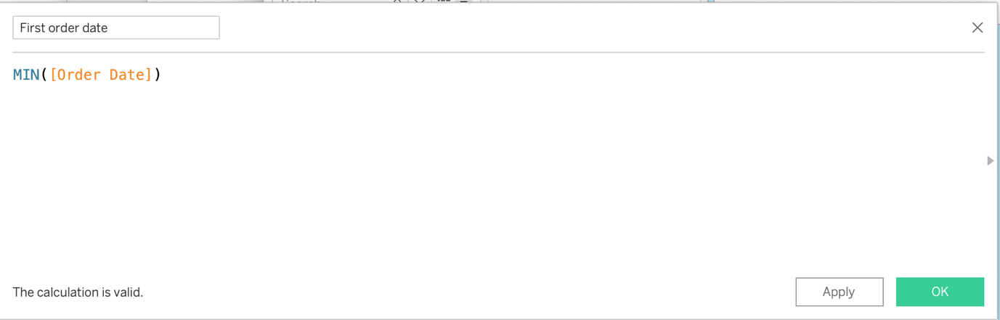 First order date
MIN([Order Date])
The calculation is valid.
Apply
OK